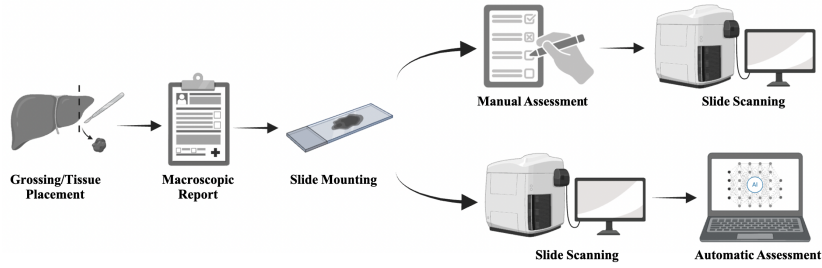 Manual Assessment
Slide Scanning
Grossing/Tissue
Placement
Macroscopic
Report
Slide Mounting
AI
Slide Scanning
Automatic Assessment